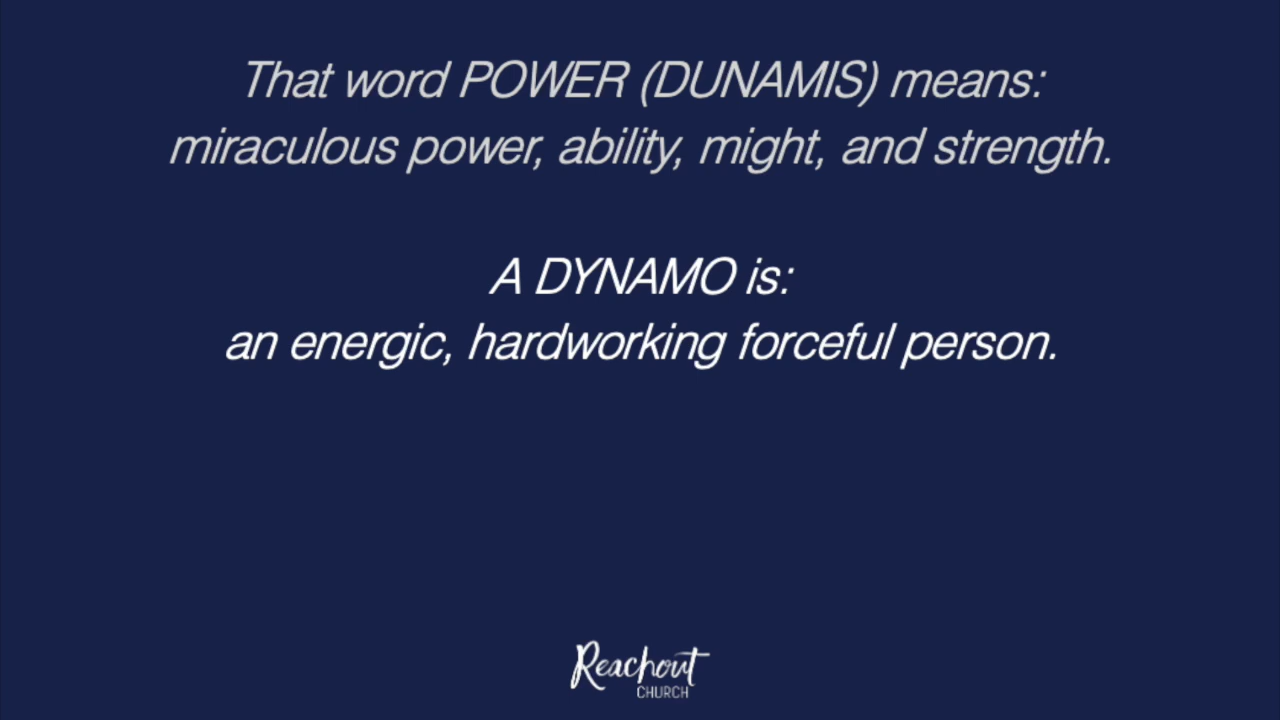 That word POWER (DUNAMIS) means:
miraculous power, ability, might, and strength.
A DYNAMO is:
an energic, hardworking forceful person.
Reachout
CHURCH